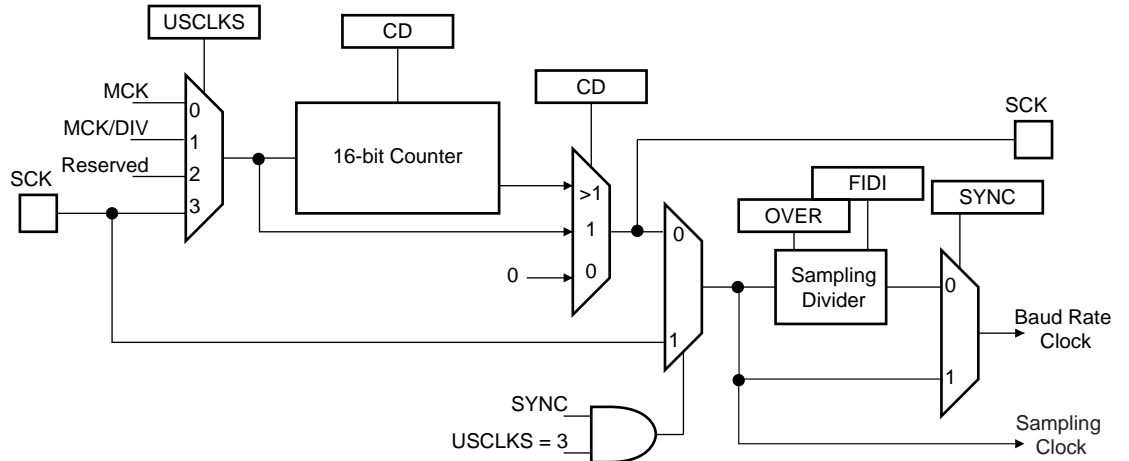 USCLKS
CD
CD
SCK
MCK
0
MCK/DIV
1
Reserved
2
SCK
3
16-bit Counter
>1
1
0
0
FIDI
OVER
SYNC
0
Sampling
Divider
0
Baud Rate
Clock
1
1
SYNC
USCLKS = 3
Sampling
Clock